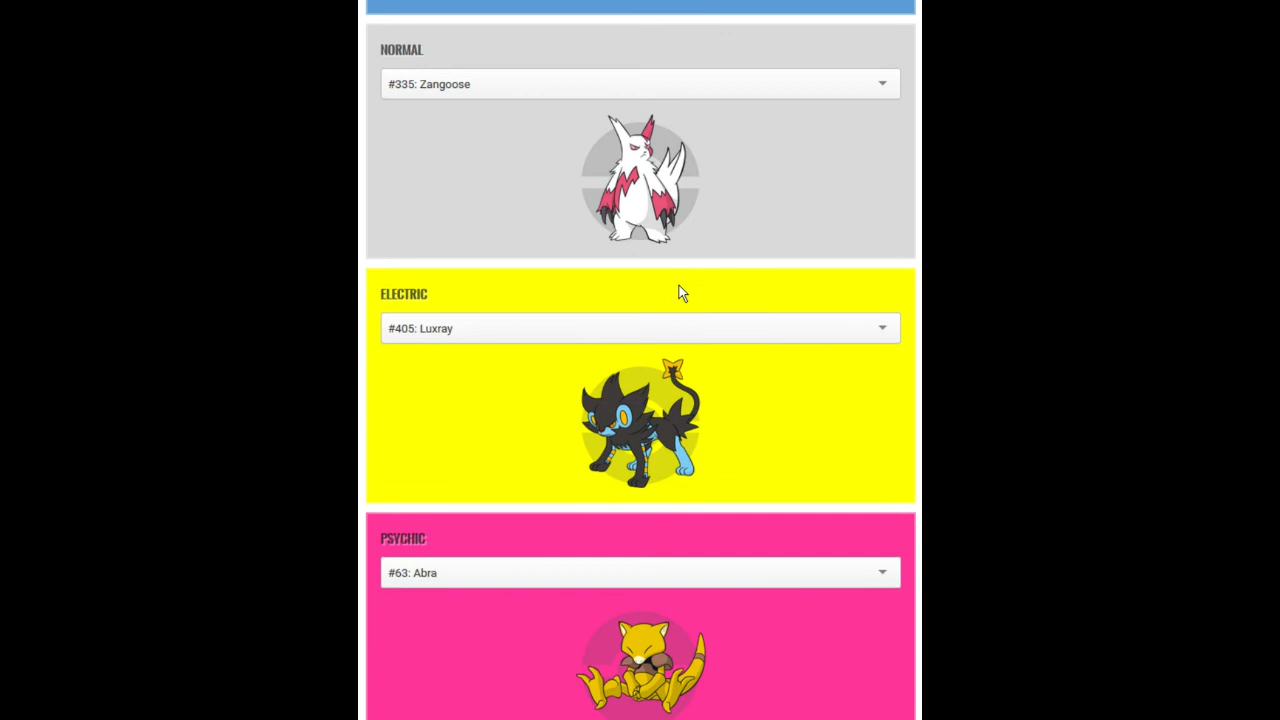 NORMAL
#335: Zangoose
ELECTRIC
#405: Luxray
PSYCHIC
#63: Abra